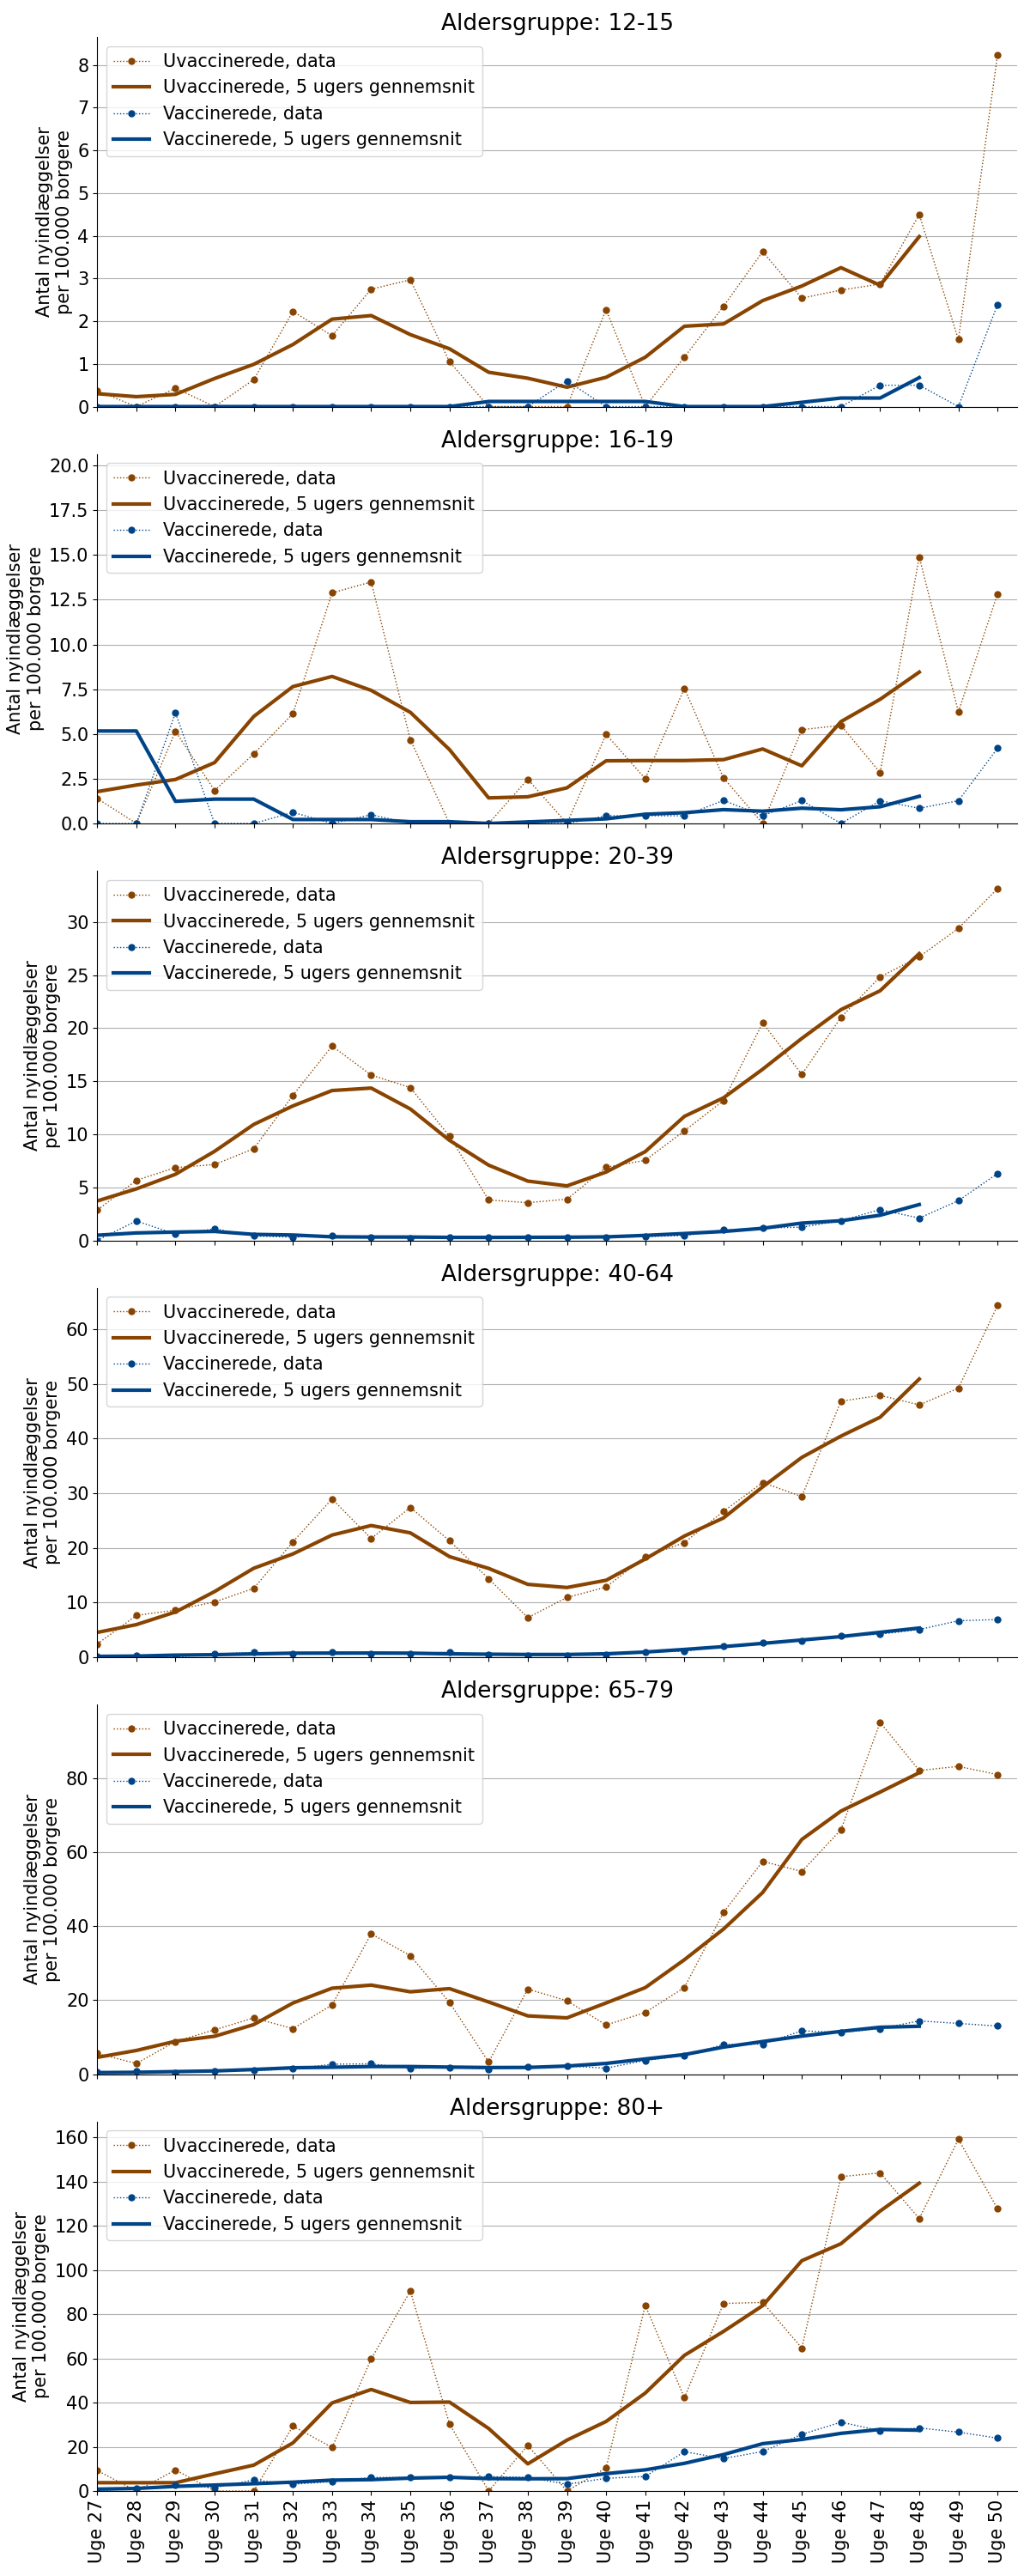 Aldersgruppe: 12-15
Antal nyindlæggelser
per 100.000 borgere
8
7
6
5
4
3
2
1
0
Uvaccinerede, data
Uvaccinerede, 5 ugers gennemsnit
Vaccinerede, data
Vaccinerede, 5 ugers gennemsnit
Aldersgruppe: 16-19
Antal nyindlæggelser
per 100.000 borgere
20.0
17.5
15.0
12.5
10.0
7.5
5.0
2.5
0.0
Uvaccinerede, data
Uvaccinerede, 5 ugers gennemsnit
Vaccinerede, data
Vaccinerede, 5 ugers gennemsnit
Aldersgruppe: 20-39
Antal nyindlæggelser
per 100.000 borgere
30
25
20
15
10
5
0
Uvaccinerede, data
Uvaccinerede, 5 ugers gennemsnit
Vaccinerede, data
Vaccinerede, 5 ugers gennemsnit
Aldersgruppe: 40-64
Antal nyindlæggelser
per 100.000 borgere
60
50
40
30
20
10
0
Uvaccinerede, data
Uvaccinerede, 5 ugers gennemsnit
Vaccinerede, data
Vaccinerede, 5 ugers gennemsnit
Aldersgruppe: 65-79
Antal nyindlæggelser
per 100.000 borgere
80
60
40
20
0
Uvaccinerede, data
Uvaccinerede, 5 ugers gennemsnit
Vaccinerede, data
Vaccinerede, 5 ugers gennemsnit
Aldersgruppe: 80+
Antal nyindlæggelser
per 100.000 borgere
160
140
120
100
80
60
40
20
0
Uvaccinerede, data
Uvaccinerede, 5 ugers gennemsnit
Vaccinerede, data
Vaccinerede, 5 ugers gennemsnit
Uge 27
Uge 28
Uge 29
Uge 30
Uge 31
Uge 32
Uge 33
Uge 34
Uge 35
Uge 36
Uge 37
Uge 38
Uge 39
Uge 40
Uge 41
Uge 42
Uge 43
Uge 44
Uge 45
Uge 46
Uge 47
Uge 48
Uge 49
Uge 50